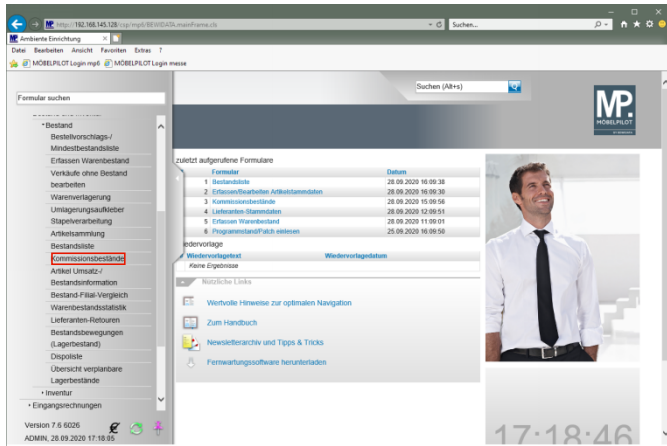 http://192.168.145.128/csp/mp6/BEWIDATA.mainFrame.cls
Suchen...
Ambiente Einrichtung
Datei Bearbeiten Ansicht Favoriten Extras ?
MÖBELPILOT Login mp6 MÖBELPILOT Login messe
Suchen (Alt+s)
Formular suchen
MP.
MÖBELPILOT
Bestand
Bestellvorschlags-/
Mindestbestandsliste
Erfassen Warenbestand
Verkäufe ohne Bestand
bearbeiten
Warenverlagerung
Umlagerungsaufkleber
Stapelverarbeitung
Artikelsammlung
Bestandsliste
Kommissionsbestände
Artikel Umsatz-/
Bestandsinformation
Bestand-Filial-Vergleich
Warenbestandsstatistik
Lieferanten-Retouren
Bestandsbewegungen
(Lagerbestand)
Dispoliste
Übersicht verplanbare
Lagerbestände
Inventur
Eingangsrechnungen
Version 7.6 6026
ADMIN, 28.09.2020 17:18:05
zuletzt aufgerufene Formulare
Formular Datum
1 Bestandsliste 28.09.2020 16:09:38
2 Erfassen/Bearbeiten Artikelstammdaten 28.09.2020 16:09:30
3 Kommissionsbestände 28.09.2020 15:09:56
4 Lieferanten-Stammdaten 28.09.2020 12:09:51
5 Erfassen Warenbestand 28.09.2020 11:09:01
6 Programmstand/Patch einlesen 25.09.2020 16:09:50
edervorlage
Wiedervorlagetext Wiedervorlagedatum
Keine Ergebnisse
Nützliche Links
Wertvolle Hinweise zur optimalen Navigation
Zum Handbuch
Newsletterarchiv und Tipps & Tricks
Fernwartungssoftware herunterladen
17:18:46